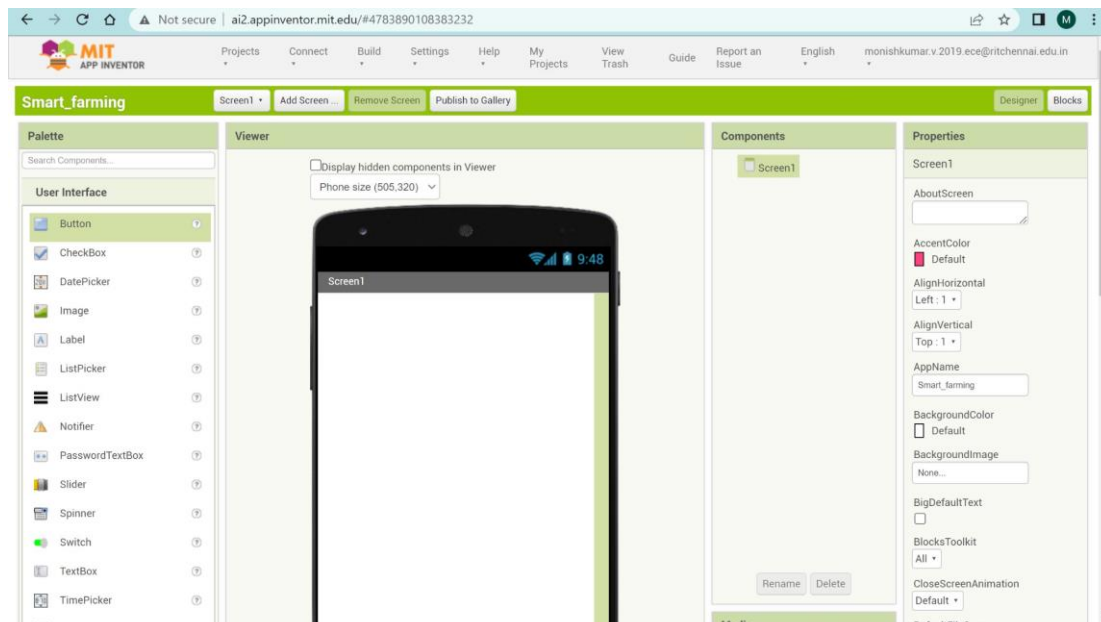 Not secure
ai2.appinventor.mit.edu/#4783890108383232
M
MIT
APP INVENTOR
Projects
Connect
Build
Settings
Help
My
Projects
View
Trash
Guide
Report an
Issue
English
monishkumar.v.2019.ece@ritchennai.edu.in
Smart_farming
Screen1
Add Screen ...
Remove Screen
Publish to Gallery
Designer
Blocks
Palette
Search Components...
User Interface
Button
CheckBox
DatePicker
Image
Label
ListPicker
ListView
Notifier
PasswordTextBox
Slider
Spinner
Switch
TextBox
TimePicker
Viewer
Display hidden components in Viewer
Phone size (505,320)
9:48
Screen1
Components
Screen1
Rename
Delete
Properties
Screen1
AboutScreen
AccentColor
Default
AlignHorizontal
Left : 1
AlignVertical
Top : 1
AppName
Smart_farming
BackgroundColor
Default
BackgroundImage
None...
BigDefaultText
BlocksToolkit
All
CloseScreenAnimation
Default